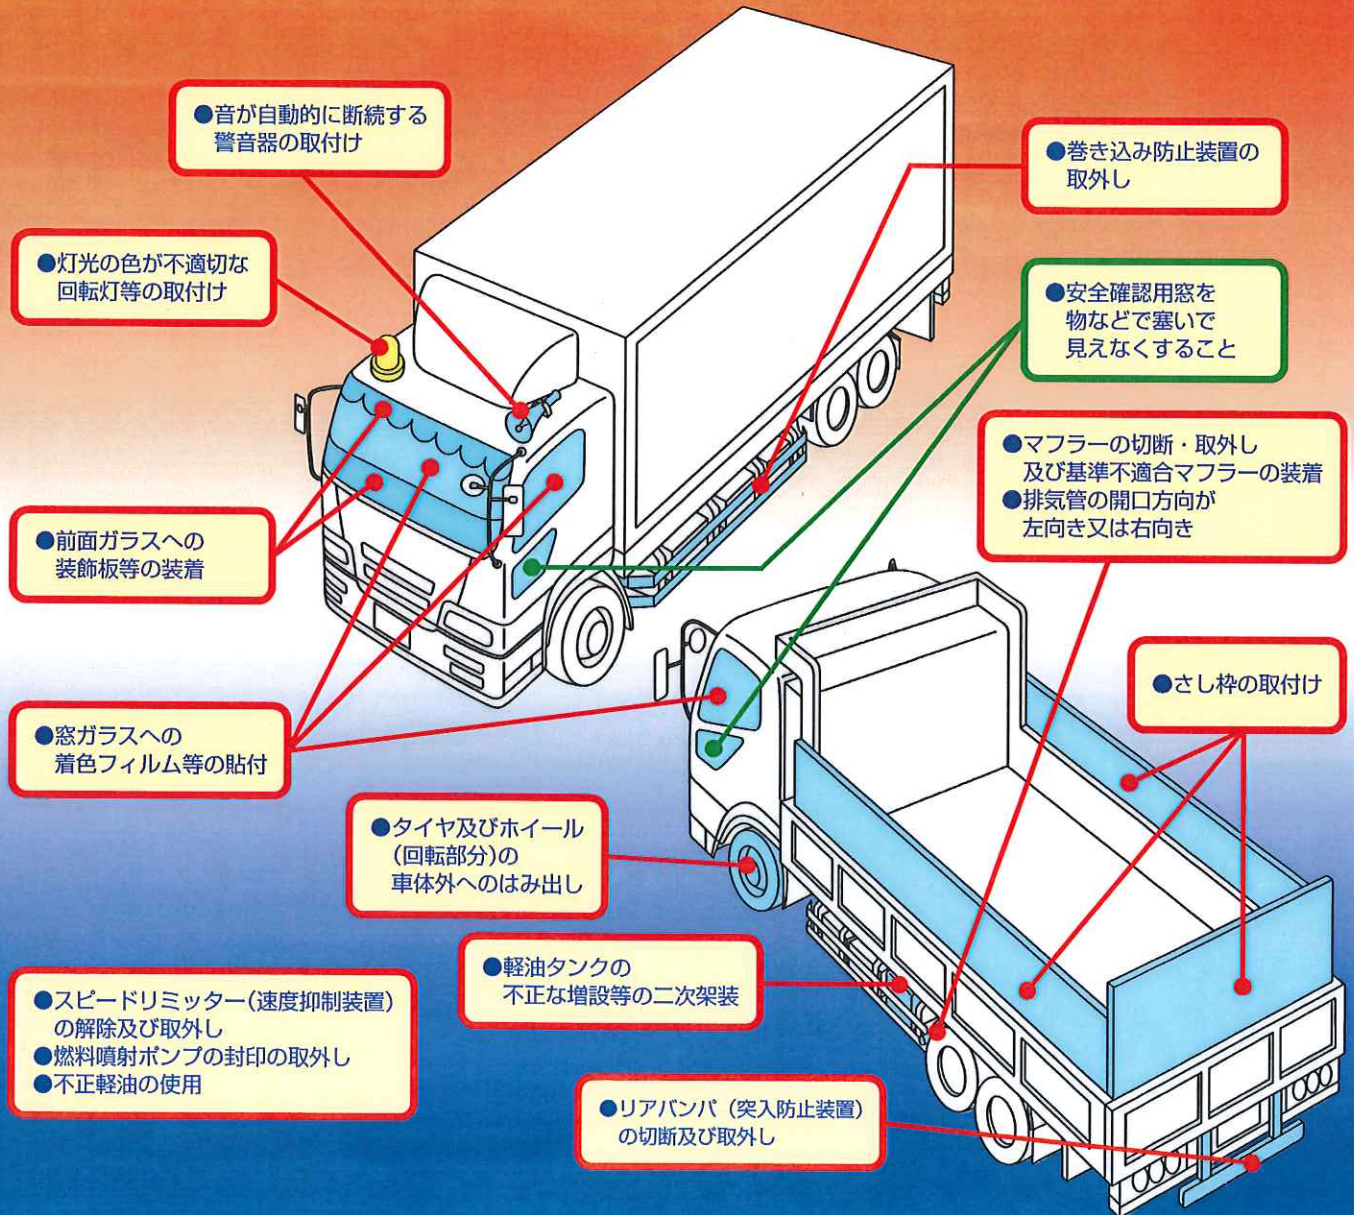 ●音が自動的に断続する
警音器の取付け
●巻き込み防止装置の
取外し
●灯光の色が不適切な
回転灯等の取付け
●安全確認用窓を
物などで塞いで
見えなくすること
●マフラーの切断・取外し
及び基準不適合マフラーの装着
●排気管の開口方向が
左向き又は右向き
●前面ガラスへの
装飾板等の装着
●さし枠の取付け
●窓ガラスへの
着色フィルム等の貼付
●タイヤ及びホイール
(回転部分)の
車体外へのはみ出し
●軽油タンクの
不正な増設等の二次架装
●スピードリミッター(速度抑制装置)
の解除及び取外し
●燃料噴射ポンプの封印の取外し
●不正軽油の使用
●リアバンパ(突入防止装置)
の切断及び取外し